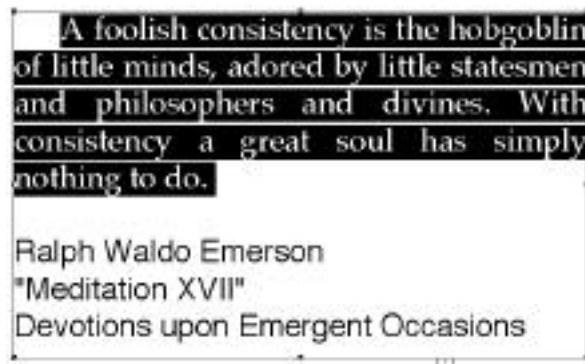 A foolish consistency is the hobgoblin
of little minds, adored by little statesmen
and philosophers and divines. With
consistency a great soul has simply
nothing to do.
Ralph Waldo Emerson
"Meditation XVII"
Devotions upon Emergent Occasions